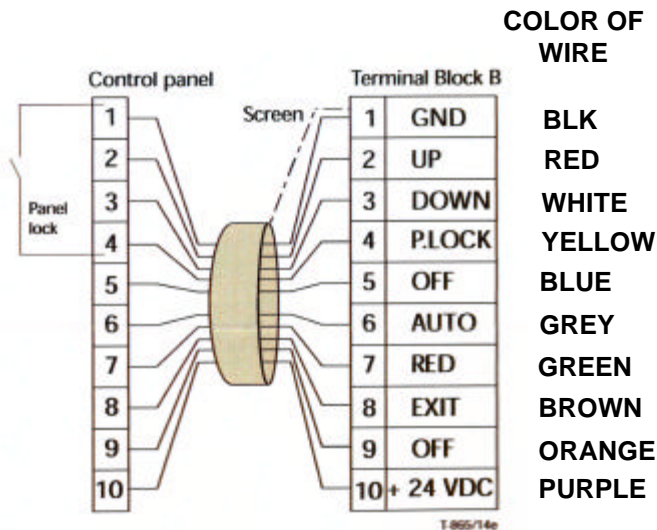 COLOR OF
WIRE
Control panel
Terminal Block B
Screen
1 1 GND BLK
2 2 UP RED
3 3 DOWN WHITE
Panel
lock
4 4 P.LOCK YELLOW
5 5 OFF BLUE
6 6 AUTO GREY
7 7 RED GREEN
8 8 EXIT BROWN
9 9 OFF ORANGE
10 10 + 24 VDC PURPLE
T-865/14e